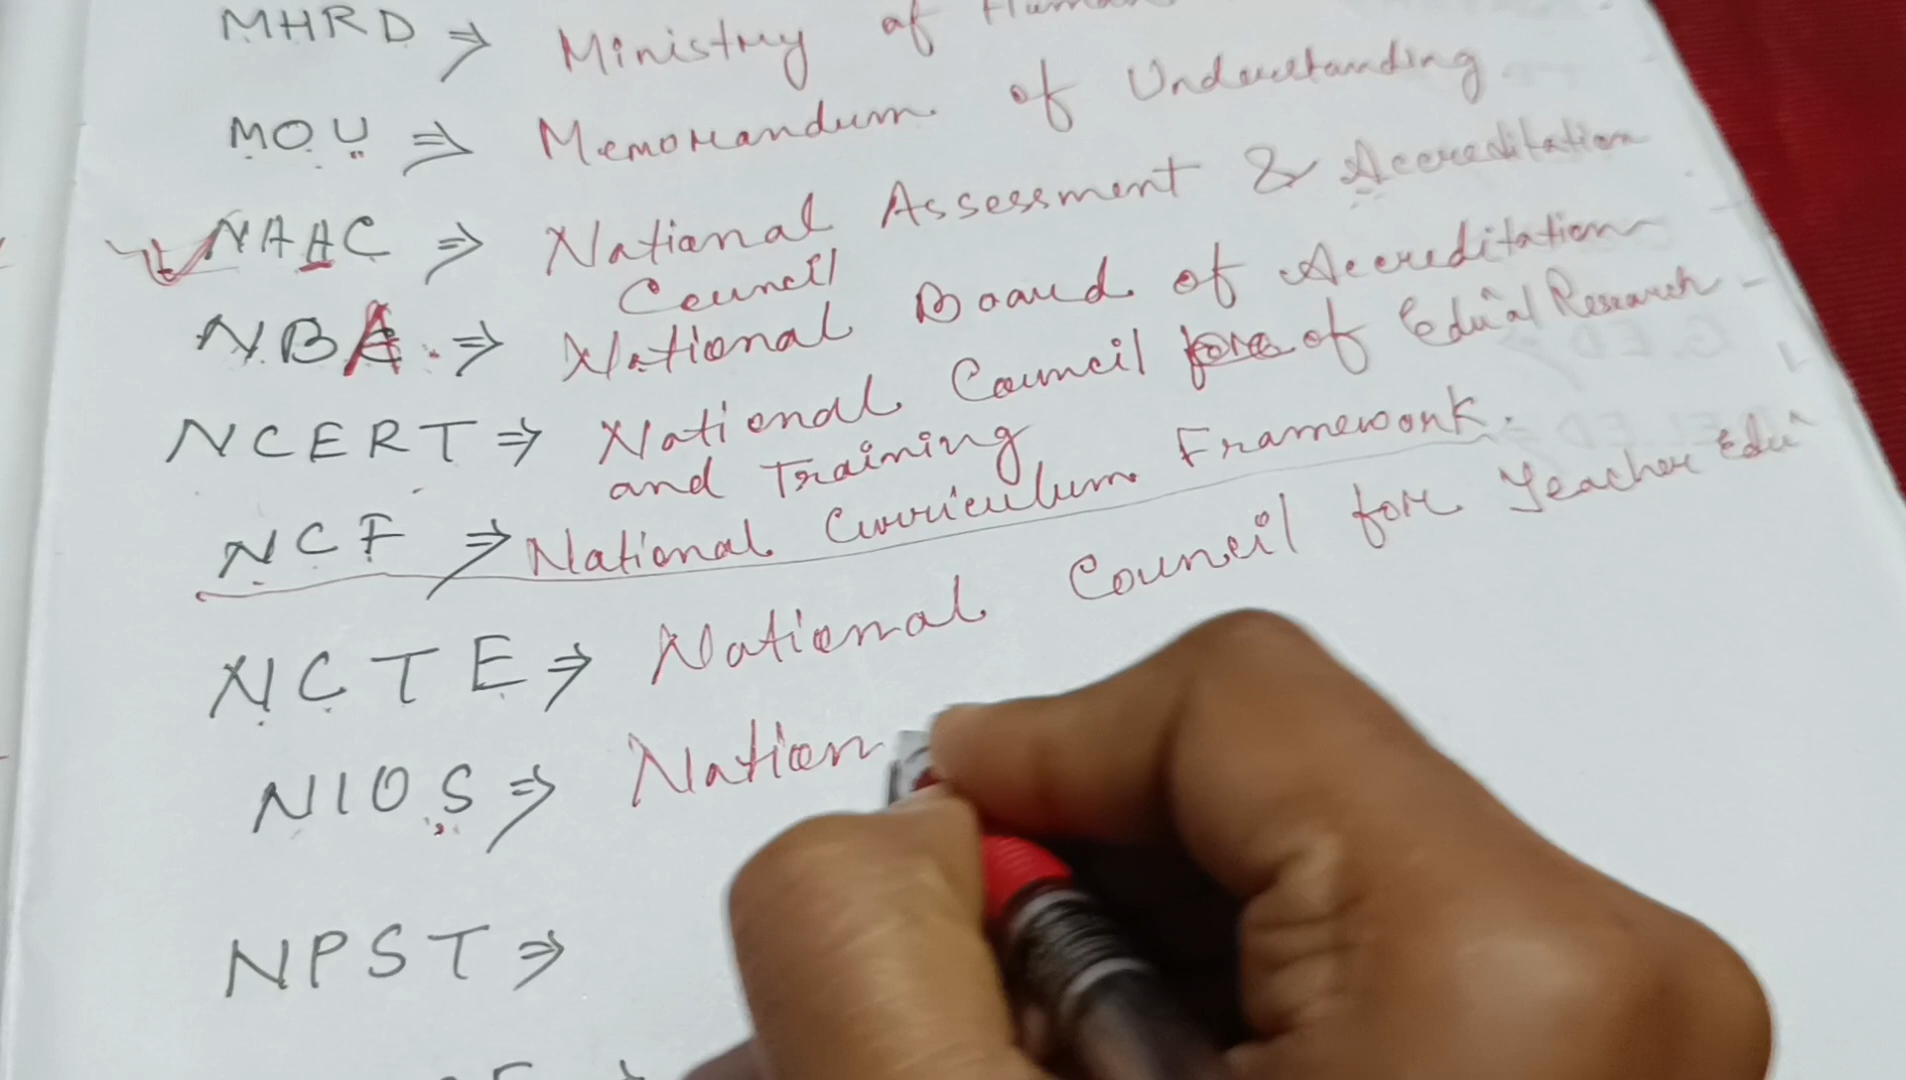 MHRD ⇒ Ministry of Human
MOU ⇒ Memorandum of Understanding
NAAC ⇒ National Assessment & Accreditation
Council
NBA ⇒ National Board of Accreditation
NCERT ⇒ National Council of Edu^al Research
and Training
NCF ⇒ National Curriculum Framework.
NCTE ⇒ National Council for Teacher Edu^
NIOS ⇒ Nation
NPST ⇒